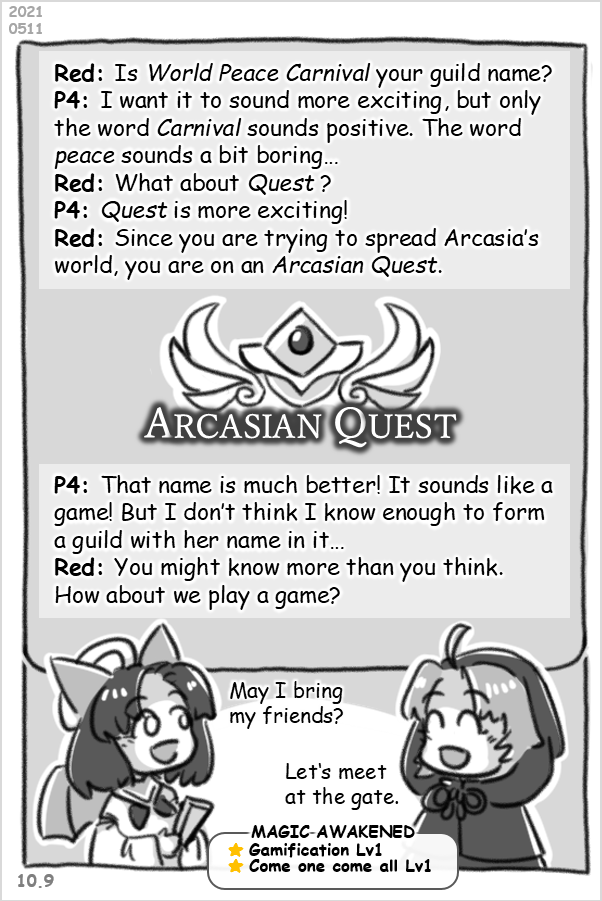 2021
0511
Red: Is World Peace Carnival your guild name?
P4: I want it to sound more exciting, but only
the word Carnival sounds positive. The word
peace sounds a bit boring...
Red: What about Quest ?
P4: Quest is more exciting!
Red: Since you are trying to spread Arcasia's
world, you are on an Arcasian Quest.
ARCASIAN QUEST
P4: That name is much better! It sounds like a
game! But I don't think I know enough to form
a guild with her name in it...
Red: You might know more than you think.
How about we play a game?
May I bring
my friends?
Let's meet
at the gate.
MAGIC AWAKENED
Gamification Lv1
Come one come all Lv1
10.9